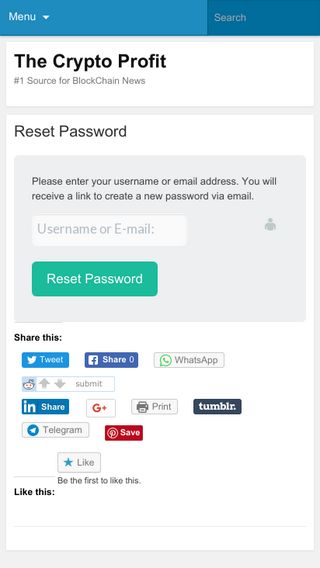 Menu
Search
The Crypto Profit
#1 Source for BlockChain News
Reset Password
Please enter your username or email address. You will
receive a link to create a new password via email.
Username or E-mail:
Reset Password
Share this:
Tweet
Share 0
WhatsApp
submit
in Share
G+
Print
tumblr.
Telegram
Save
Like
Be the first to like this.
Like this: